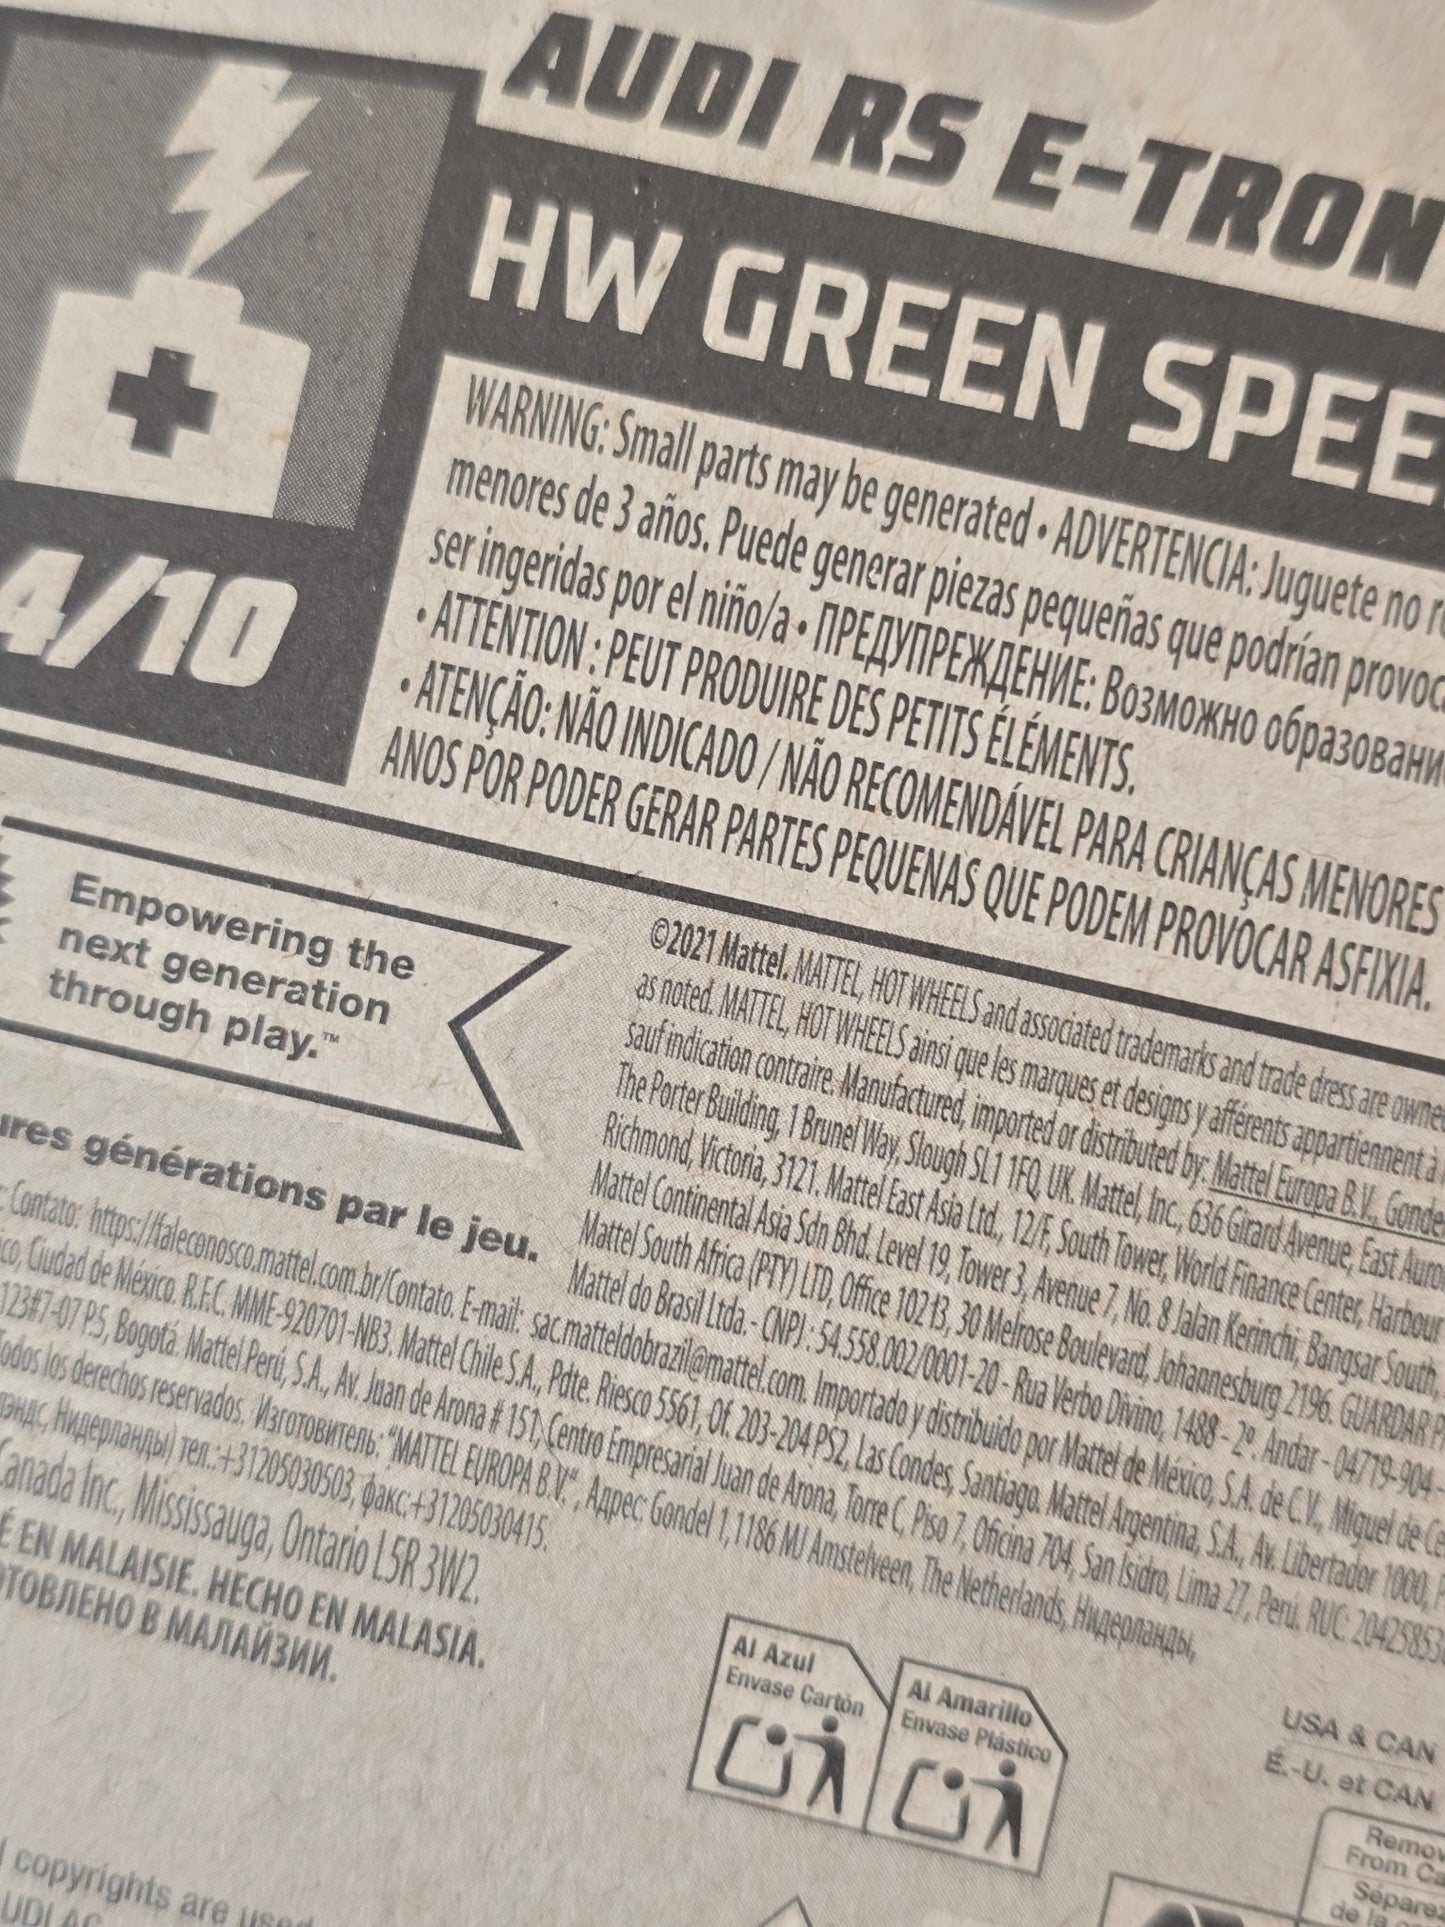 AUDI RS E-TRON
HW GREEN
4/10
WARNING: Small parts may be generated • ADVERTENCIA: Juguete no
menores de 3 años. Puede generar piezas pequeñas que podrían
ser ingeridas por el niño/a • ПРЕДУПРЕЖДЕНИЕ: Возможно
• ATTENTION : PEUT PRODUIRE DES PETITS ÉLÉMENTS.
• ATENÇÃO: NÃO INDICADO / NÃO RECOMENDÁVEL PARA CRIANÇAS MENORES
ANOS POR PODER GERAR PARTES PEQUENAS QUE PODEM PROVOCAR ASFIXIA.
Empowering the
next generation
through play.™
générations par le jeu.
©2021 Mattel. MATTEL, HOT WHEELS and associated trademarks and trade dress are
as noted. MATTEL, HOT WHEELS ainsi que les marques et designs y afférents appartiennent à
sauf indication contraire. Manufactured, imported or distributed by: Mattel Europa B.V.,
The Porter Building, 1 Brunel Way, Slough SL1 1FQ, UK. Mattel, Inc., 636 Girard Avenue, East
Richmond, Victoria, 3121. Mattel East Asia Ltd., 12/F, South Tower, World Finance Center, Harbour
Mattel Continental Asia Sdn Bhd. Level 19, Tower 3, Avenue 7, No. 8 Jalan Kerinchi, Bangsar South,
Mattel South Africa (PTY) LTD, Office 102 I3, 30 Melrose Boulevard, Johannesburg 2196. GUARDAR
Mattel do Brasil Ltda. - CNPJ : 54.558.002/0001-20 - Rua Verbo Divino, 1488 - 2º. Andar - 04719-904 -
Contato: https://faleconosco.mattel.com.br/Contato. E-mail: sac.matteldobrazil@mattel.com. Importado y distribuido por Mattel de México, S.A. de C.V., Miguel de
Ciudad de México. R.F.C. MME-920701-NB3. Mattel Chile S.A., Pdte. Riesco 5561, Of. 203-204 PS2, Las Condes, Santiago. Mattel Argentina, S.A., Av. Libertador 1000,
123#7-07 P.5, Bogotá. Mattel Perú, S.A., Av. Juan de Arona # 151, Centro Empresarial Juan de Arona, Torre C, Piso 7, Oficina 704, San Isidro, Lima 27, Perú. RUC:
Todos los derechos reservados. Изготовитель: "MATTEL EUROPA B.V.", Адрес: Gondel 1, 1186 MJ Amstelveen, The Netherlands, Нидерланды,
Нидерланды) тел.:+31205030503, факс:+31205030415.
Canada Inc., Mississauga, Ontario L5R 3W2.
EN MALAISIE. HECHO EN MALASIA.
В МАЛАЙЗИИ.
Al Azul
Envase Cartón
Al Amarillo
Envase Plástico
USA & CAN
É.-U. et CAN
From
de la
copyrights are used